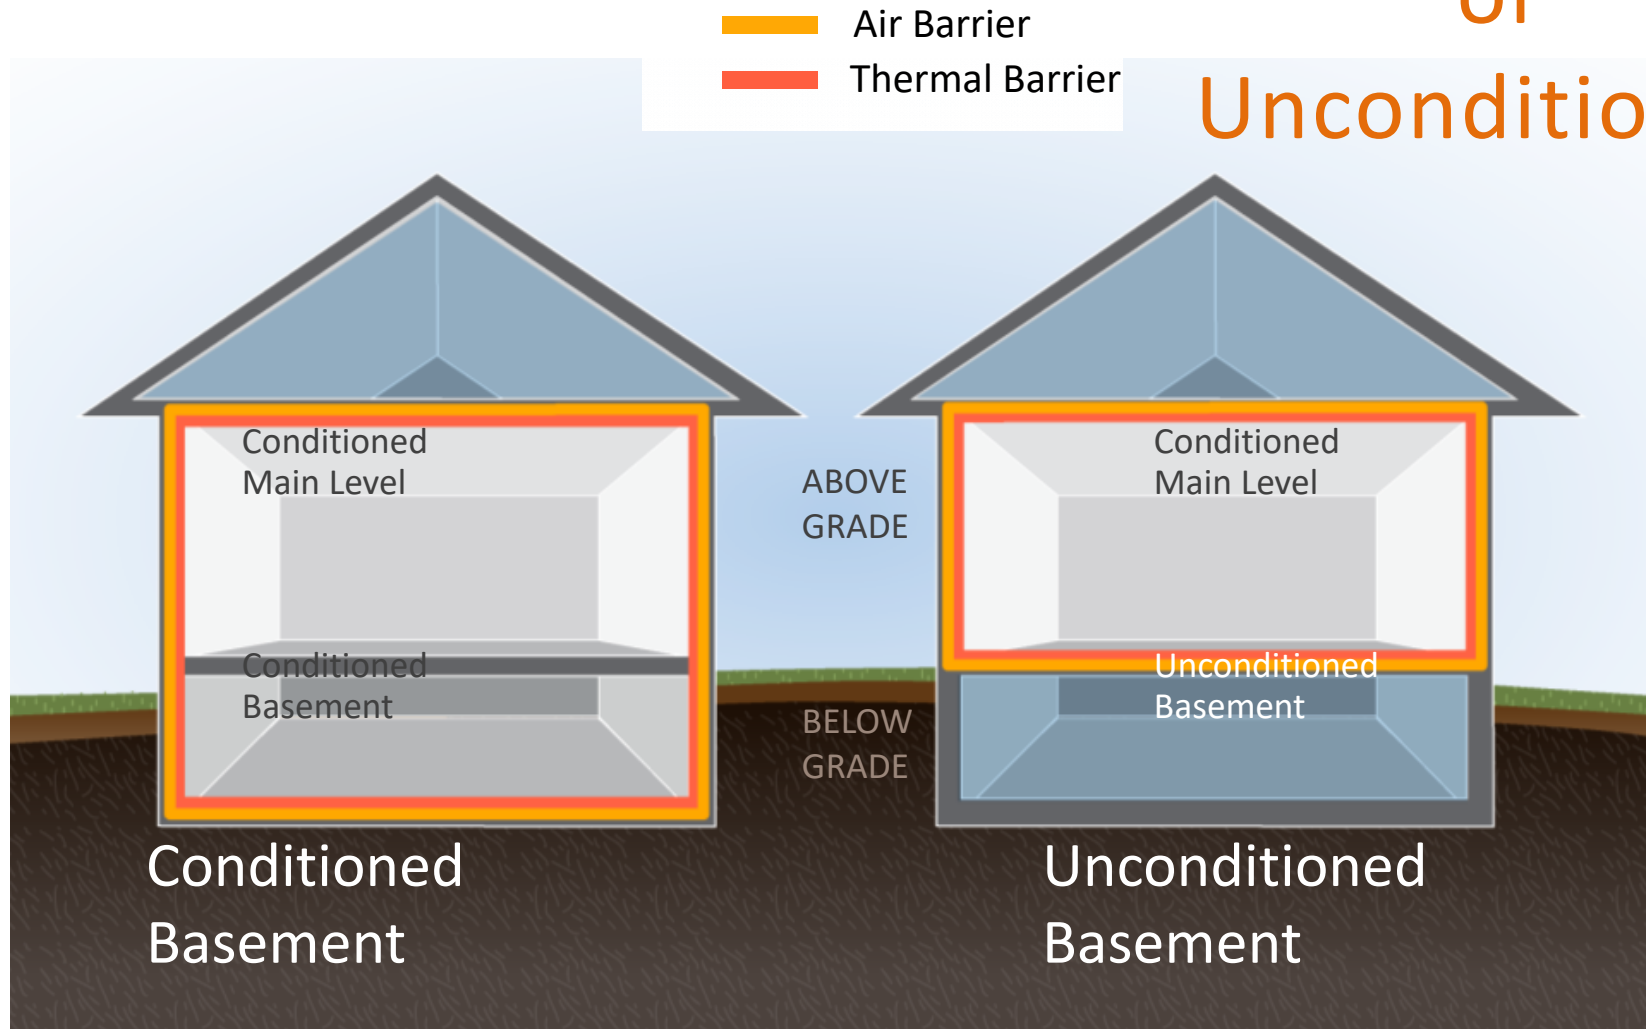 Air Barrier
Thermal Barrier
or
Unconditio
Conditioned
Main Level
Conditioned
Basement
ABOVE
GRADE
BELOW
GRADE
Conditioned
Main Level
Unconditioned
Basement
Conditioned
Basement
Unconditioned
Basement